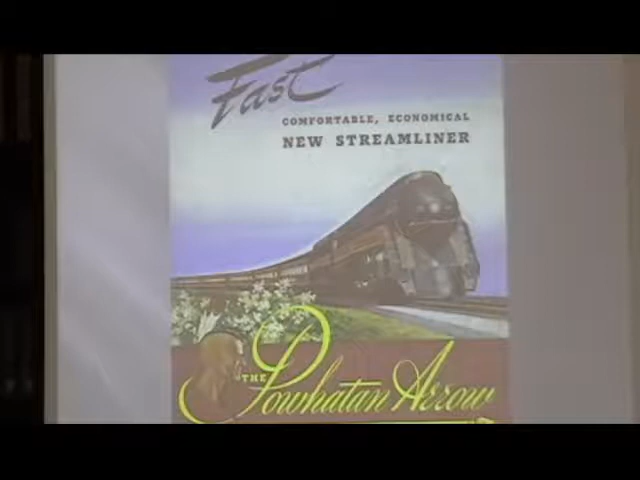 Fast
COMFORTABLE, ECONOMICAL
NEW STREAMLINER
THE
Powhatan Arrow